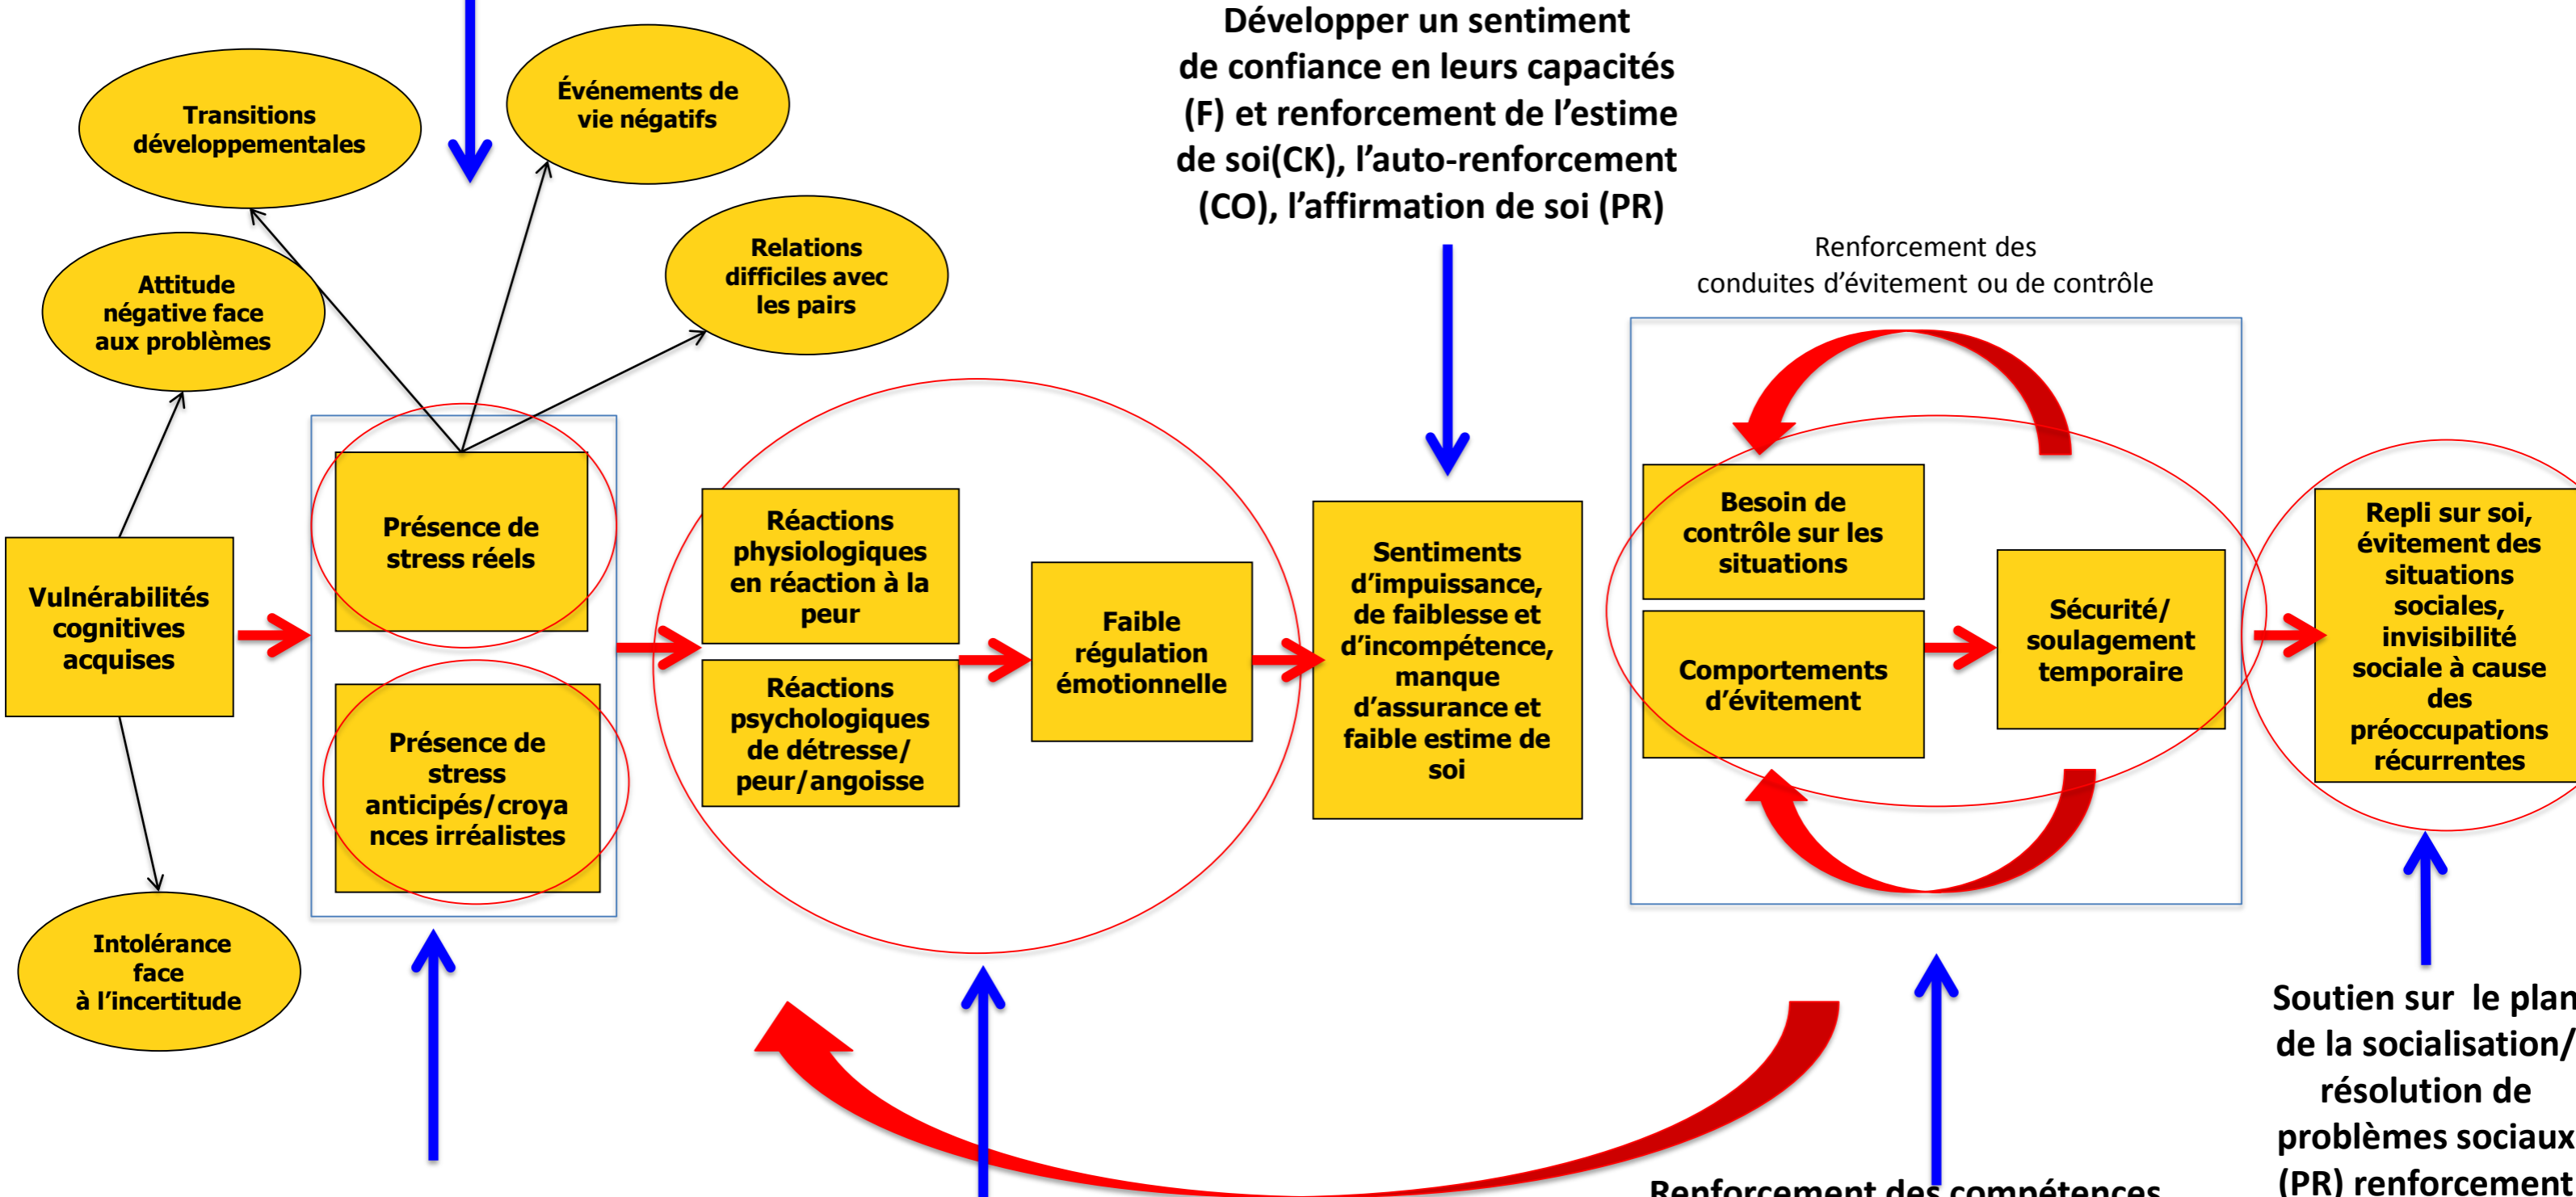 Développer un sentiment
de confiance en leurs capacités
(F) et renforcement de l’estime
de soi(CK), l’auto-renforcement
(CO), l’affirmation de soi (PR)
Événements de
vie négatifs
Transitions
développementales
Relations
difficiles avec
les pairs
Attitude
négative face
aux problèmes
Renforcement des
conduites d’évitement ou de contrôle
Vulnérabilités
cognitives
acquises
Présence de
stress réels
Présence de
stress
anticipés/croya
nces irréalistes
Réactions
physiologiques
en réaction à la
peur
Réactions
psychologiques
de détresse/
peur/angoisse
Faible
régulation
émotionnelle
Sentiments
d’impuissance,
de faiblesse et
d’incompétence,
manque
d’assurance et
faible estime de
soi
Besoin de
contrôle sur les
situations
Comportements
d’évitement
Sécurité/
soulagement
temporaire
Repli sur soi,
évitement des
situations
sociales,
invisibilité
sociale à cause
des
préoccupations
récurrentes
Intolérance
face
à l’incertitude
Soutien sur le plan
de la socialisation/
résolution de
problèmes sociaux
(PR) renforcement
Renforcement des compétences